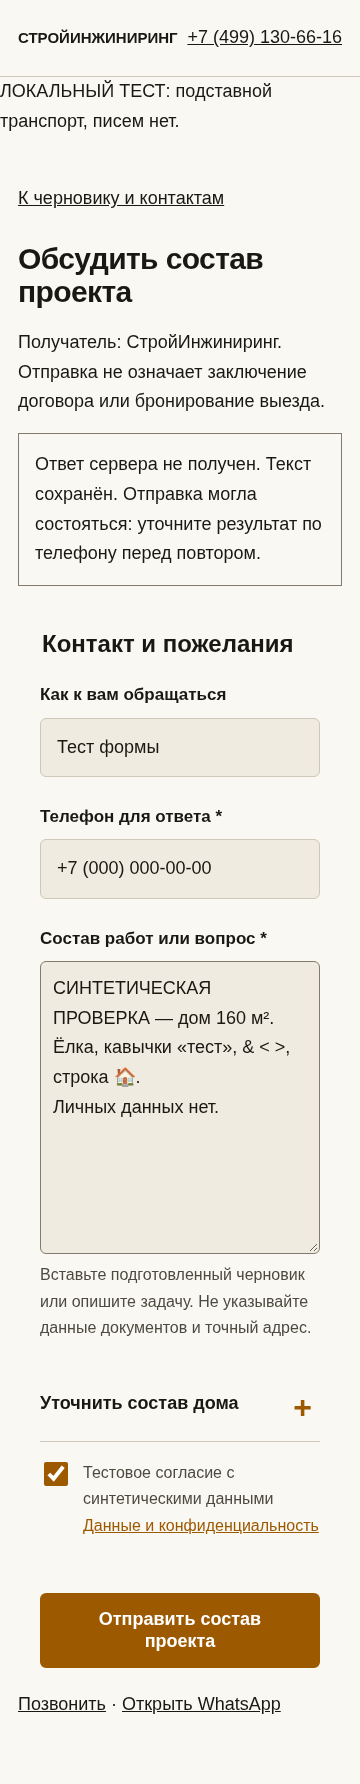 СТРОЙИНЖИНИРИНГ +7 (499) 130-66-16
ЛОКАЛЬНЫЙ ТЕСТ: подставной
транспорт, писем нет.
К черновику и контактам
Обсудить состав
проекта
Получатель: СтройИнжиниринг.
Отправка не означает заключение
договора или бронирование выезда.
Ответ сервера не получен. Текст
сохранён. Отправка могла
состояться: уточните результат по
телефону перед повтором.
Контакт и пожелания
Как к вам обращаться
Тест формы
Телефон для ответа *
+7 (000) 000-00-00
Состав работ или вопрос *
СИНТЕТИЧЕСКАЯ
ПРОВЕРКА — дом 160 м².
Ёлка, кавычки «тест», & < >,
строка 🏠.
Личных данных нет.
Вставьте подготовленный черновик
или опишите задачу. Не указывайте
данные документов и точный адрес.
Уточнить состав дома +
Тестовое согласие с
синтетическими данными
Данные и конфиденциальность
Отправить состав
проекта
Позвонить · Открыть WhatsApp